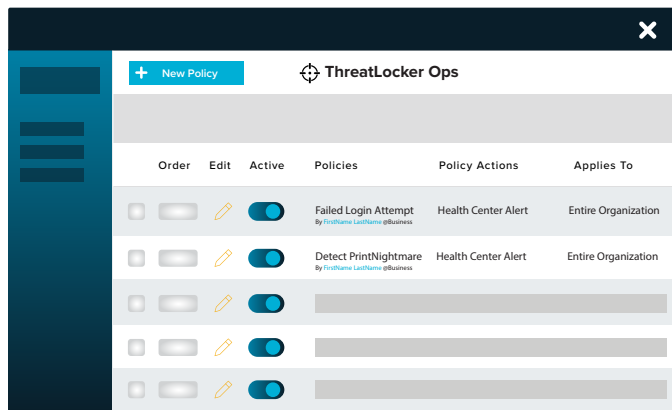 + New Policy
ThreatLocker Ops
Order Edit Active Policies Policy Actions Applies To
Failed Login Attempt Health Center Alert Entire Organization
By FirstName LastName @Business
Detect PrintNightmare Health Center Alert Entire Organization
By FirstName LastName @Business